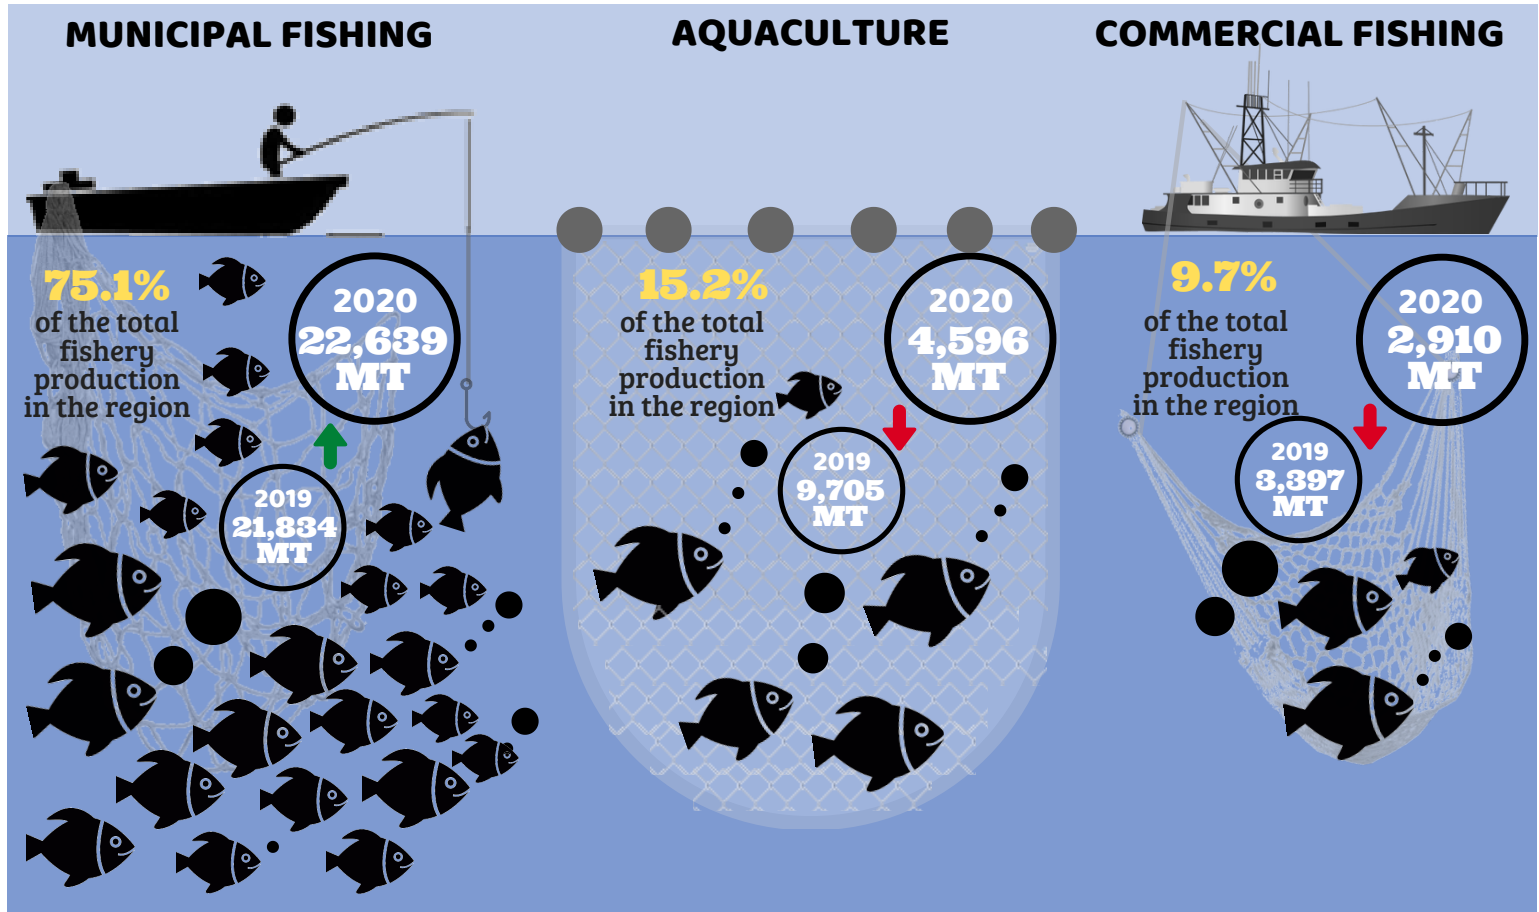 MUNICIPAL FISHING
75.1%
of the total
fishery
production
in the region
2020
22,639
MT
2019
21,834
MT
AQUACULTURE
15.2%
of the total
fishery
production
in the region
2020
4,596
MT
2019
9,705
MT
COMMERCIAL FISHING
9.7%
of the total
fishery
production
in the region
2020
2,910
MT
2019
3,397
MT